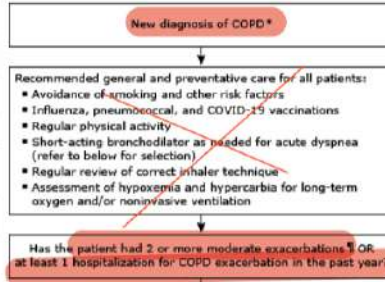 New diagnosis of COPD*
Recommended general and preventative care for all patients:
▪ Avoidance of smoking and other risk factors
▪ Influenza, pneumococcal, and COVID-19 vaccinations
▪ Regular physical activity
▪ Short-acting bronchodilator as needed for acute dyspnea
(refer to below for selection)
▪ Regular review of correct inhaler technique
▪ Assessment of hypoxemia and hypercarbia for long-term
oxygen and/or noninvasive ventilation
Has the patient had 2 or more moderate exacerbations¶ OR
at least 1 hospitalization for COPD exacerbation in the past year?